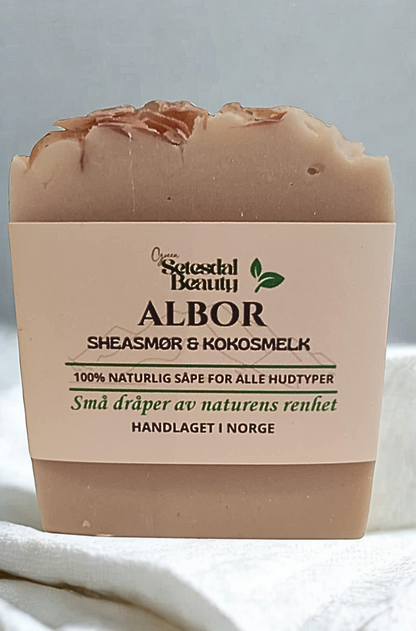 Green
Setesdal
Beauty
ALBOR
SHEASMØR & KOKOSMELK
100% NATURLIG SÅPE FOR ALLE HUDTYPER
Små dråper av naturens renhet
HANDLAGET I NORGE